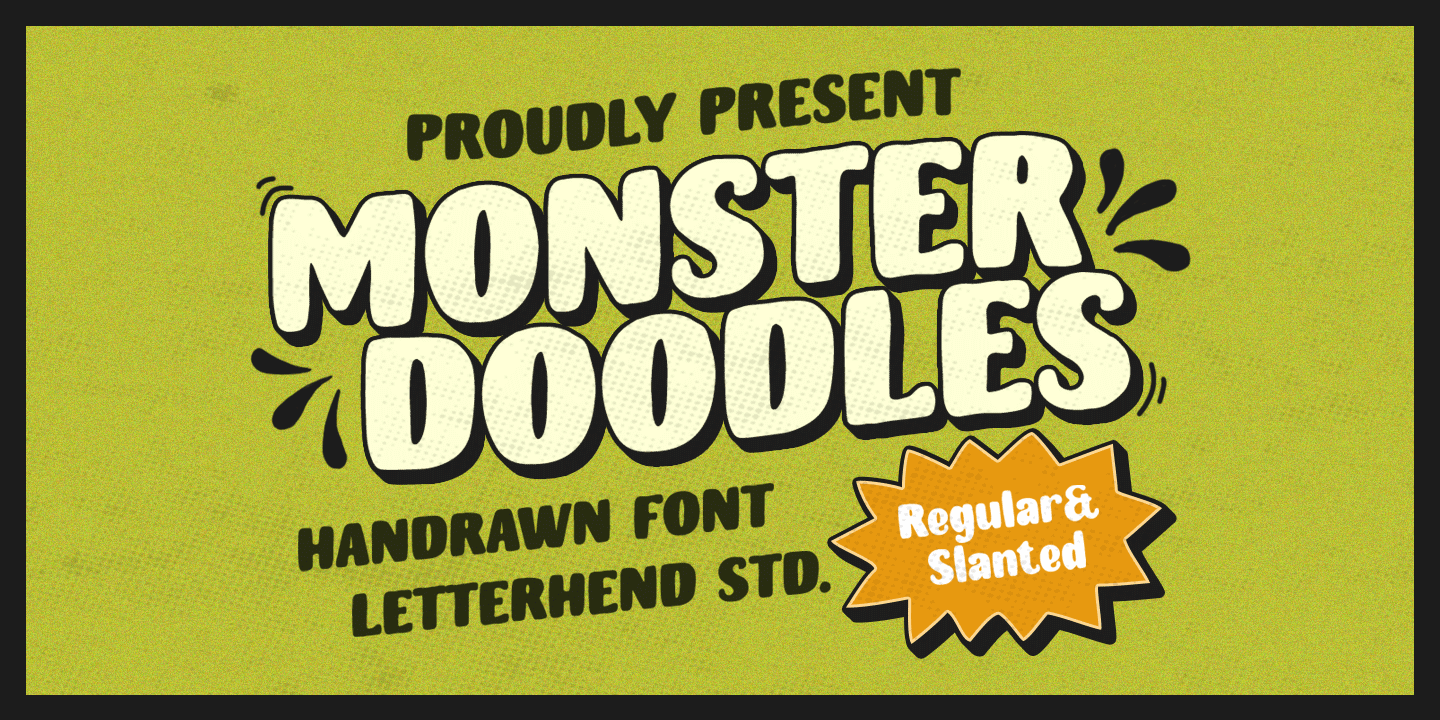 PROUDLY PRESENT
MONSTER
DOODLES
HANDRAWN FONT
LETTERHEND STD.
Regular&
Slanted